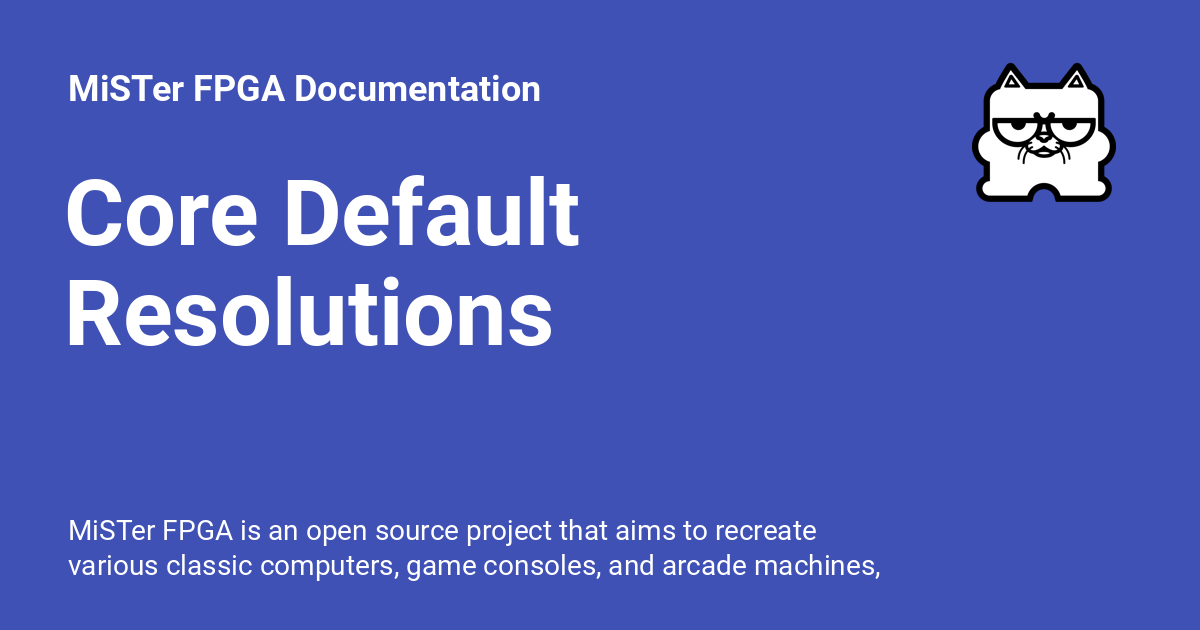 MiSTer FPGA Documentation
Core Default
Resolutions
MiSTer FPGA is an open source project that aims to recreate
various classic computers, game consoles, and arcade machines,